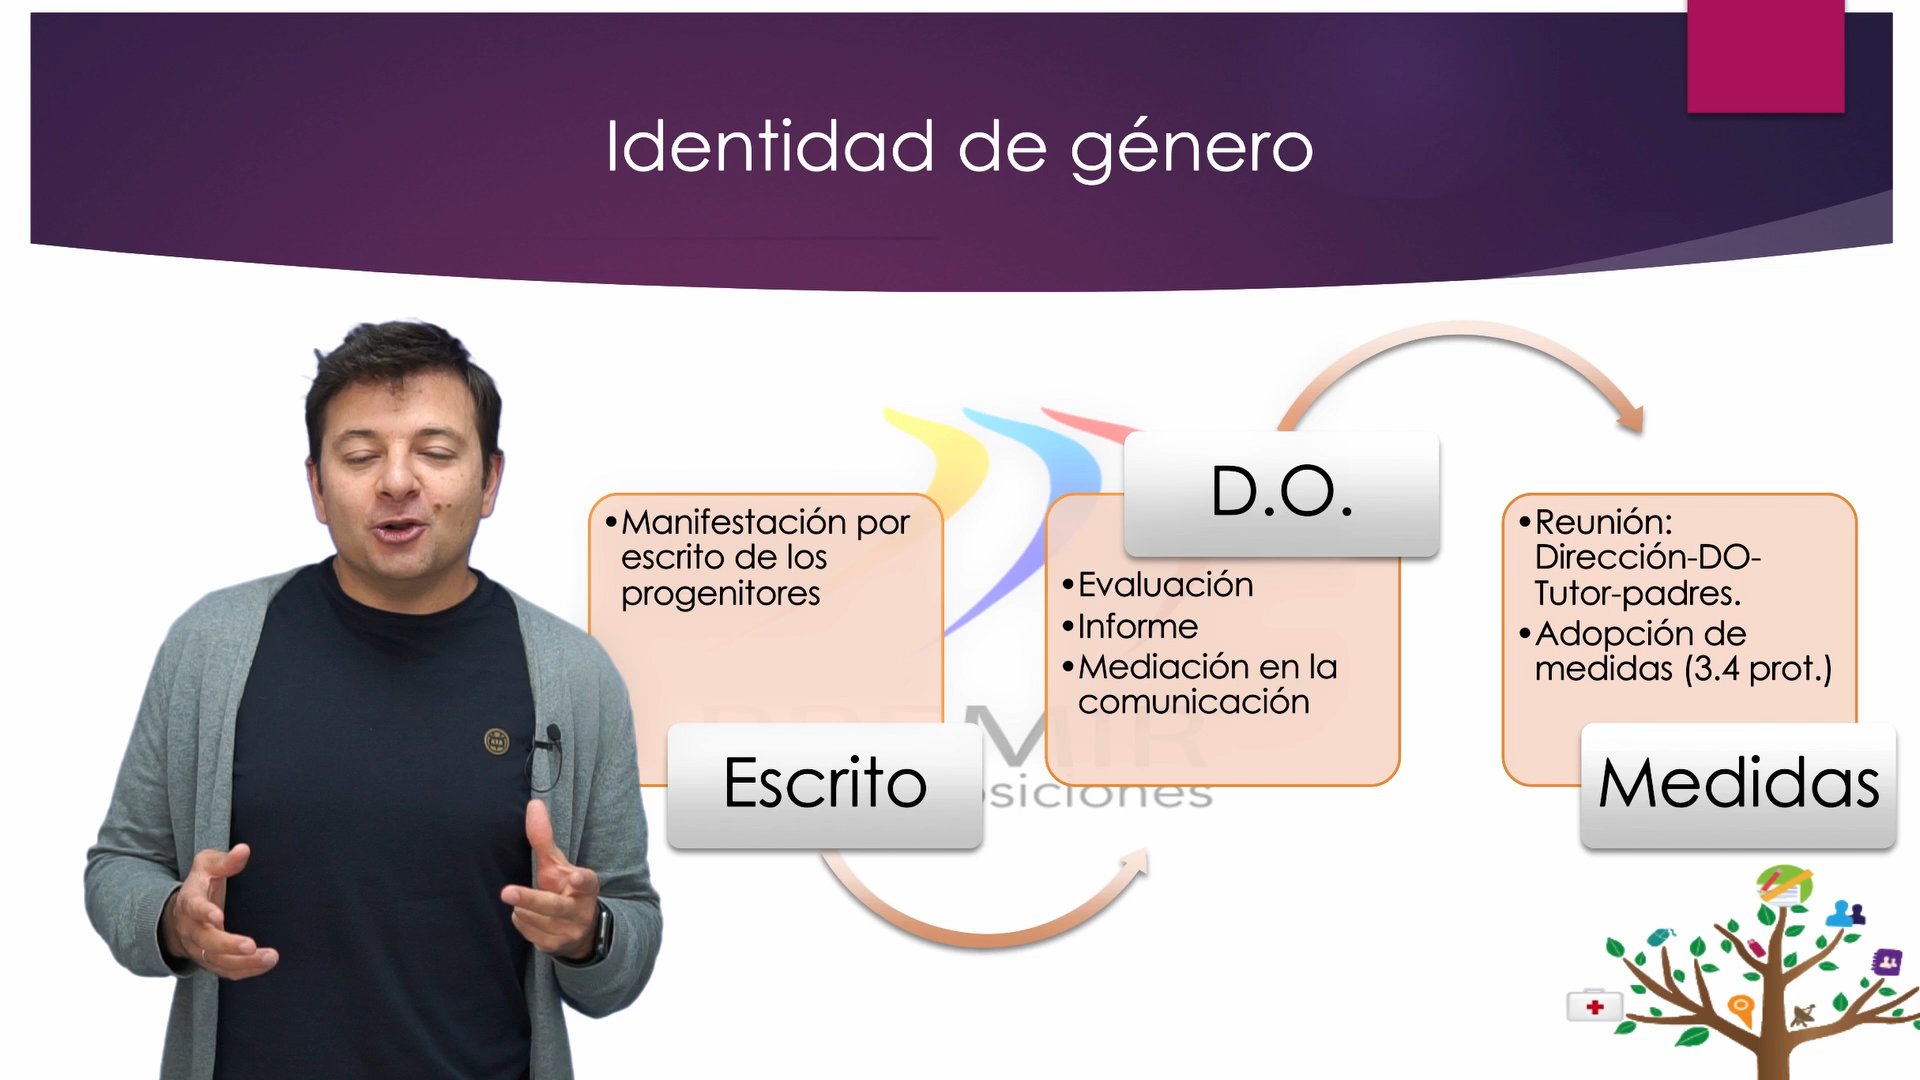 Identidad de género
•Manifestación por
escrito de los
progenitores
Escrito
D.O.
•Evaluación
•Informe
•Mediación en la
comunicación
•Reunión:
Dirección-DO-
Tutor-padres.
•Adopción de
medidas (3.4 prot.)
Medidas